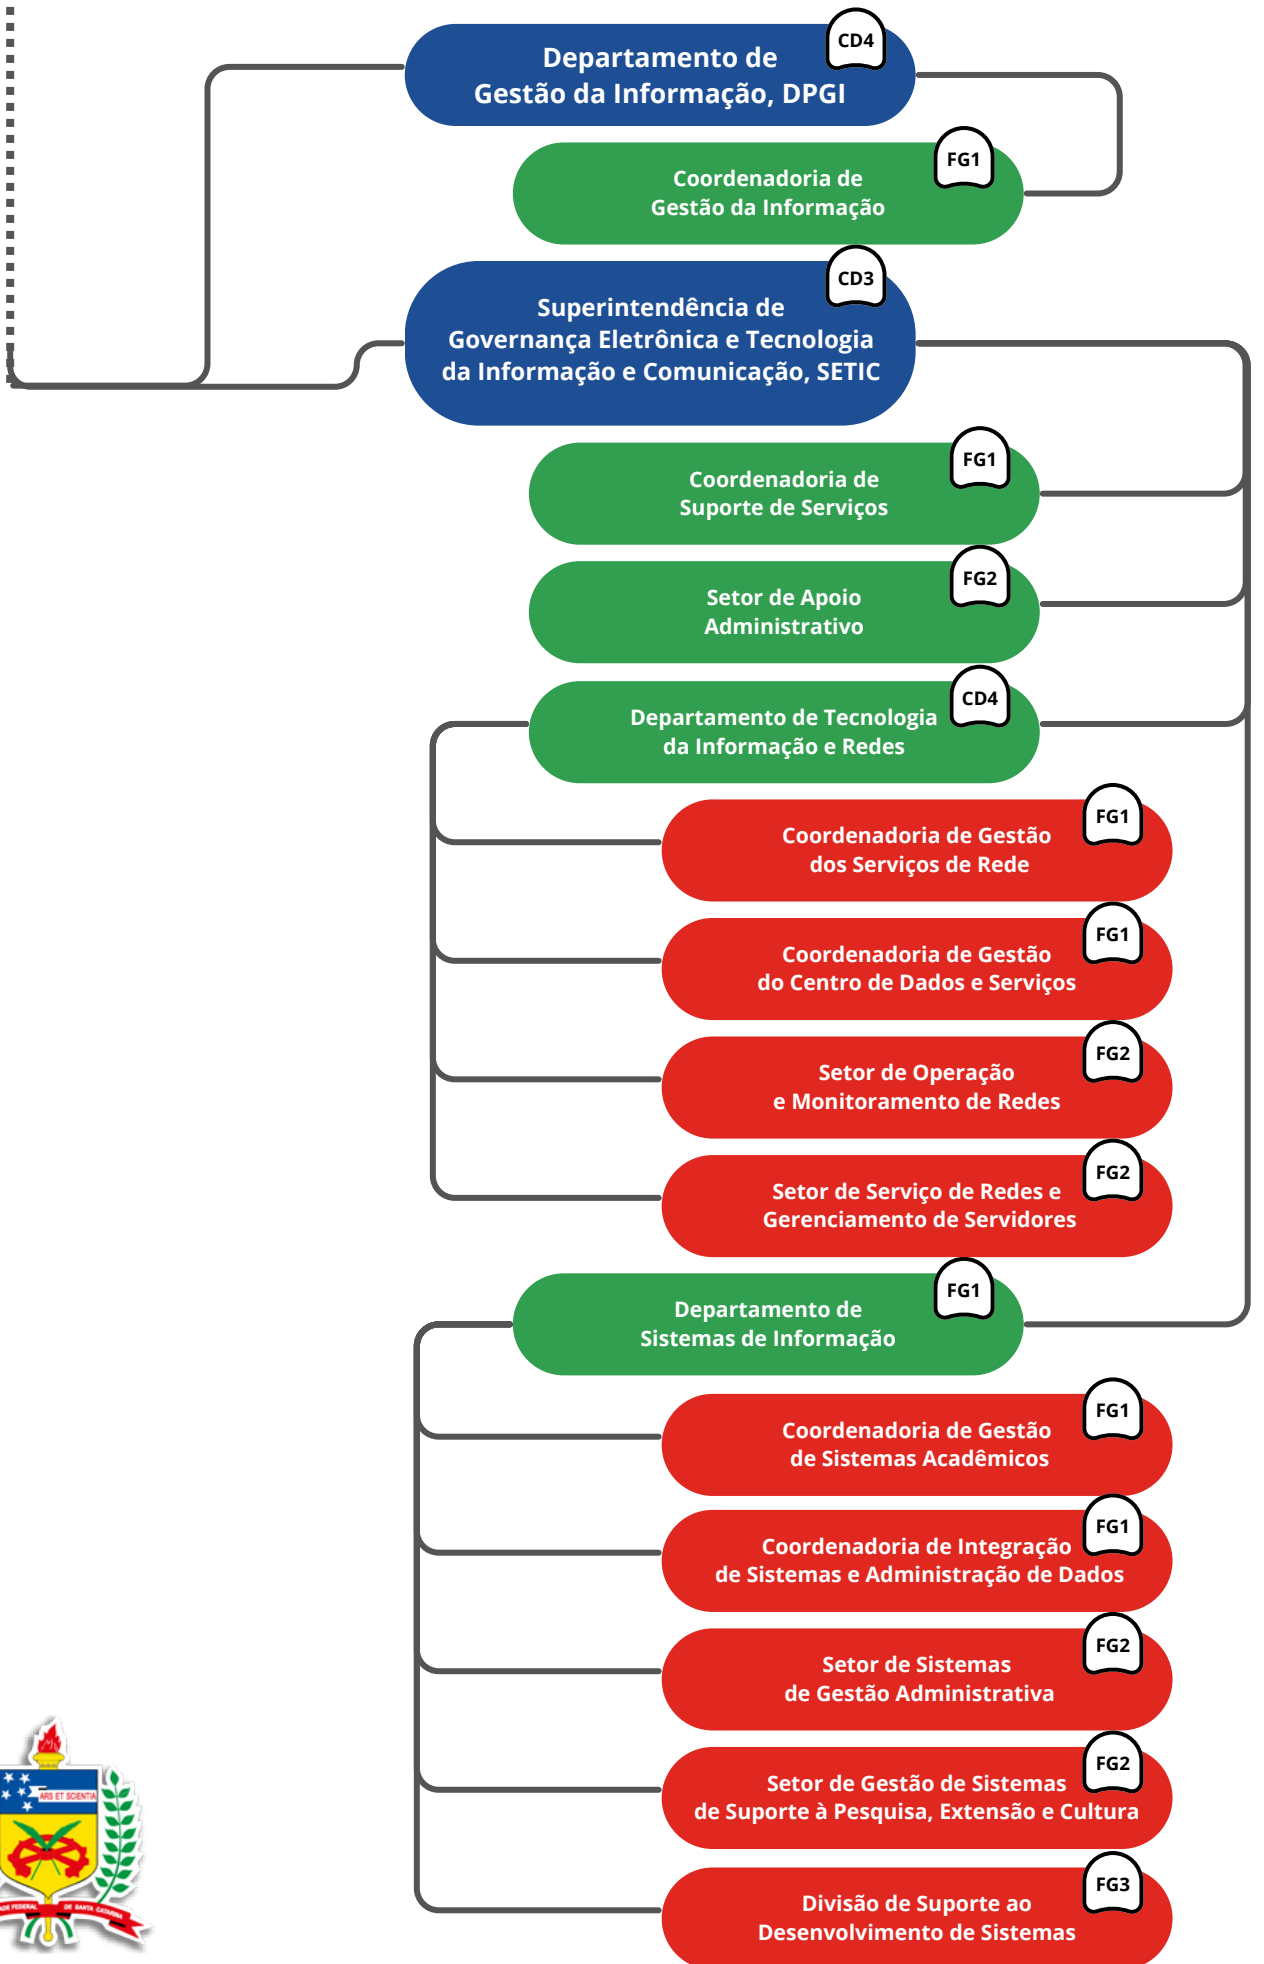 CD4
Departamento de
Gestão da Informação, DPGI
FG1
Coordenadoria de
Gestão da Informação
CD3
Superintendência de
Governança Eletrônica e Tecnologia
da Informação e Comunicação, SETIC
FG1
Coordenadoria de
Suporte de Serviços
FG2
Setor de Apoio
Administrativo
CD4
Departamento de Tecnologia
da Informação e Redes
FG1
Coordenadoria de Gestão
dos Serviços de Rede
FG1
Coordenadoria de Gestão
do Centro de Dados e Serviços
FG2
Setor de Operação
e Monitoramento de Redes
FG2
Setor de Serviço de Redes e
Gerenciamento de Servidores
FG1
Departamento de
Sistemas de Informação
FG1
Coordenadoria de Gestão
de Sistemas Acadêmicos
FG1
Coordenadoria de Integração
de Sistemas e Administração de Dados
FG2
Setor de Sistemas
de Gestão Administrativa
FG2
Setor de Gestão de Sistemas
de Suporte à Pesquisa, Extensão e Cultura
FG3
Divisão de Suporte ao
Desenvolvimento de Sistemas
ARS ET SCIENTIA
DADE FEDERAL DE SANTA CATARINA